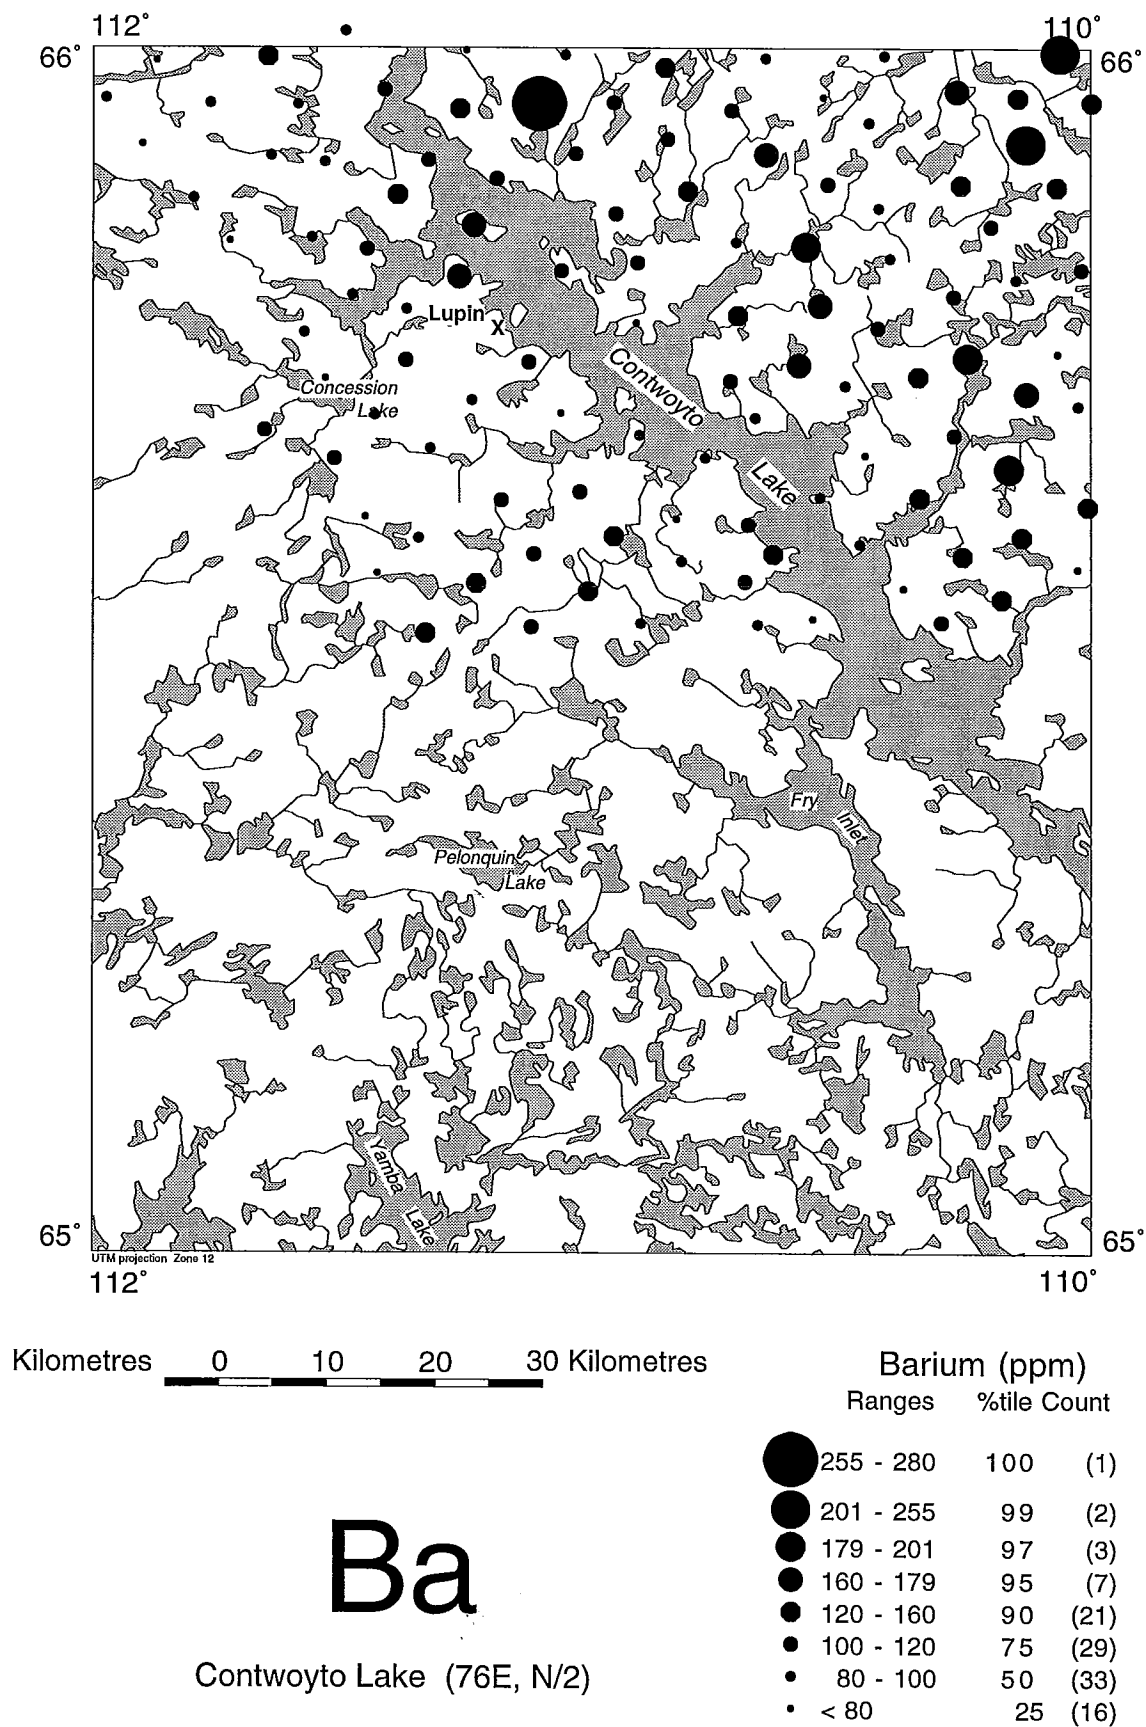 112° 110°
66° 66°
Lupin
X
Concession
Lake
Contwoyto
Lake
Fry
Inlet
Pelonquin
Lake
Yamba
Lake
65° 65°
UTM projection Zone 12
112° 110°
Kilometres 0 10 20 30 Kilometres
Barium (ppm)
Ranges %tile Count
255 - 280 100 (1)
201 - 255 99 (2)
179 - 201 97 (3)
160 - 179 95 (7)
120 - 160 90 (21)
100 - 120 75 (29)
80 - 100 50 (33)
< 80 25 (16)
Ba
Contwoyto Lake (76E, N/2)